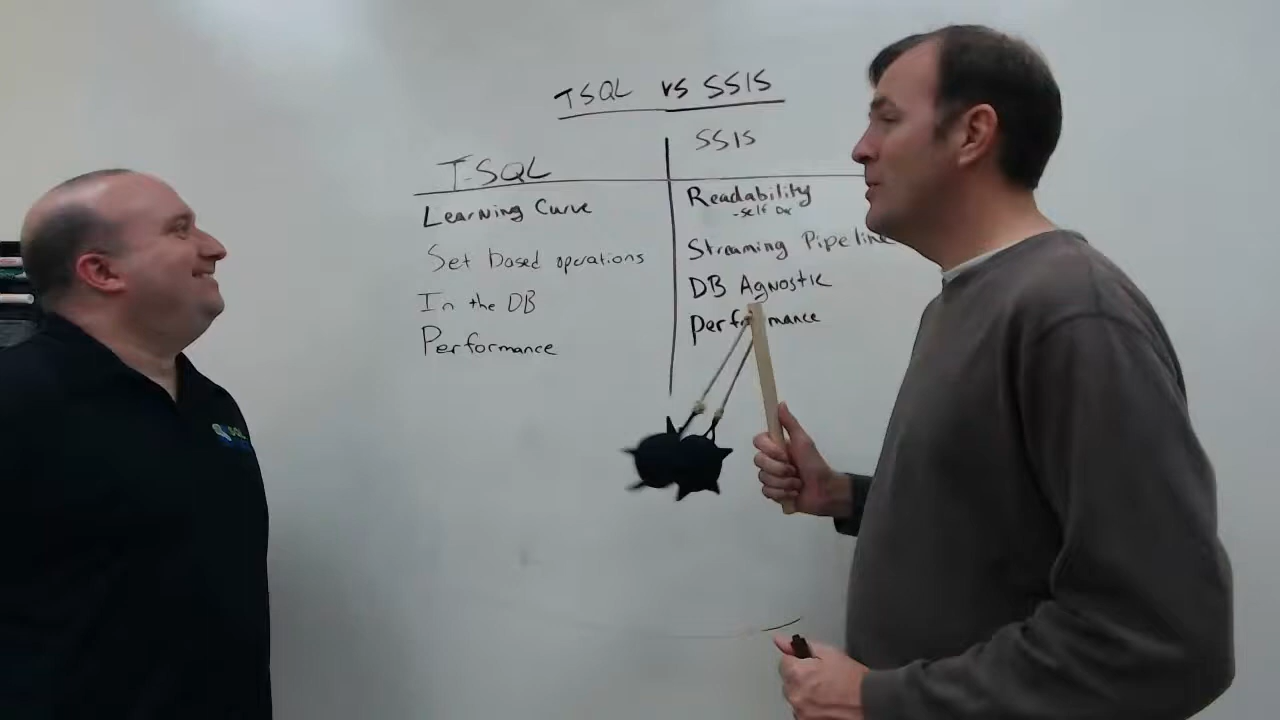 TSQL vs SSIS
T-SQL
Learning Curve
Set based operations
In the DB
Performance
SSIS
Readability
-self
Streaming Pipeline
DB Agnostic
Performance
SQL